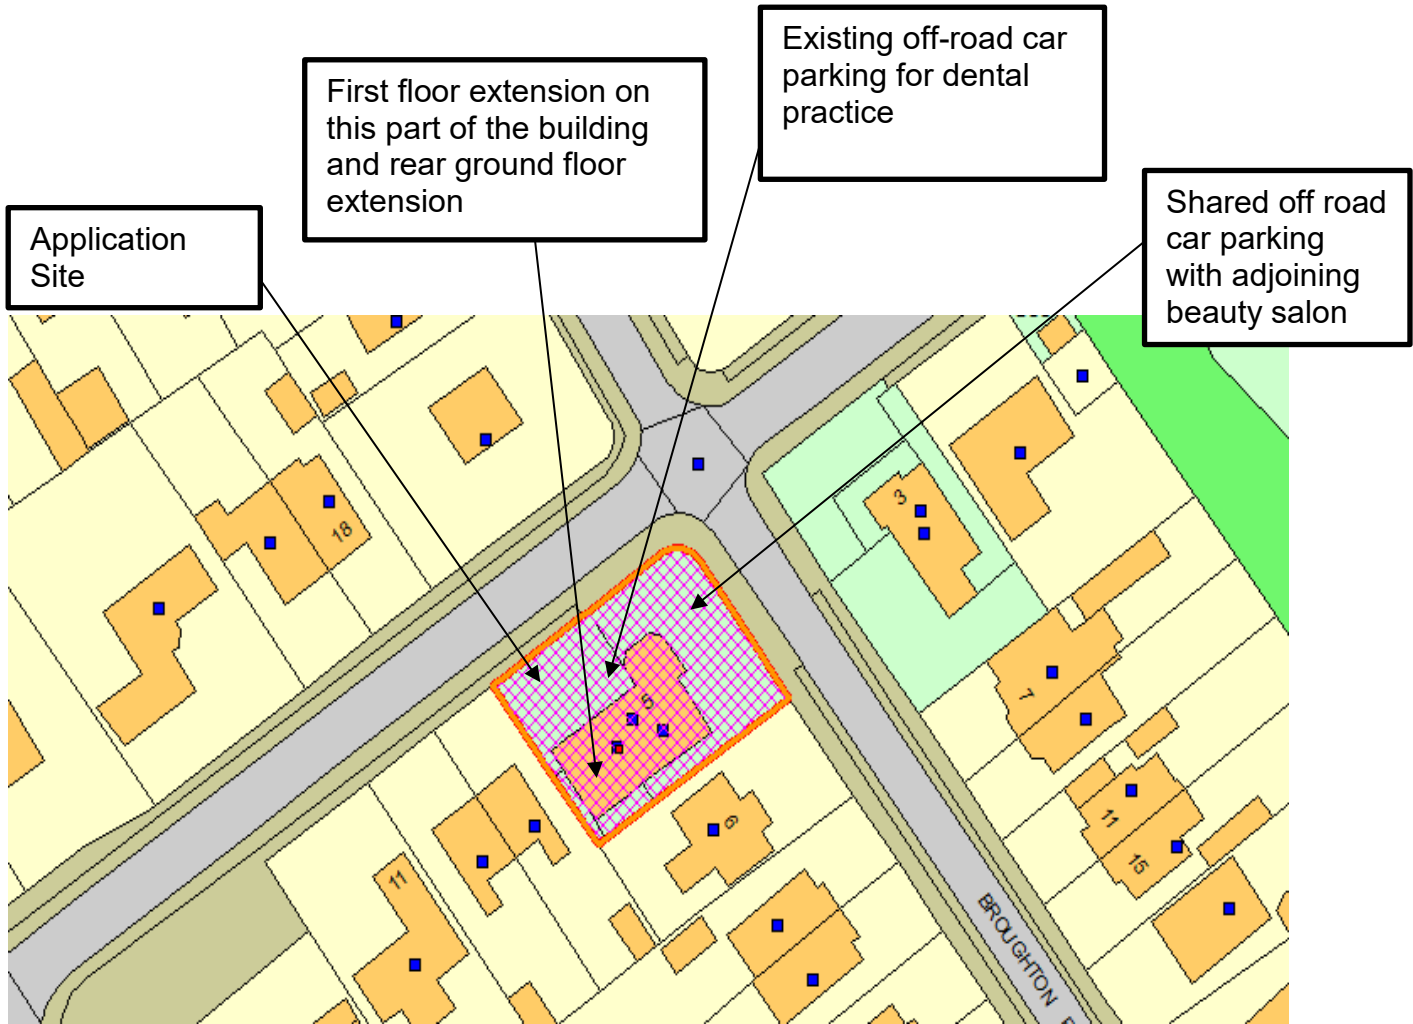 Existing off-road car
parking for dental
practice
First floor extension on
this part of the building
and rear ground floor
extension
Shared off road
car parking
with adjoining
beauty salon
Application
Site
18
3
5
7
6
11
15
11
BROUGHTON